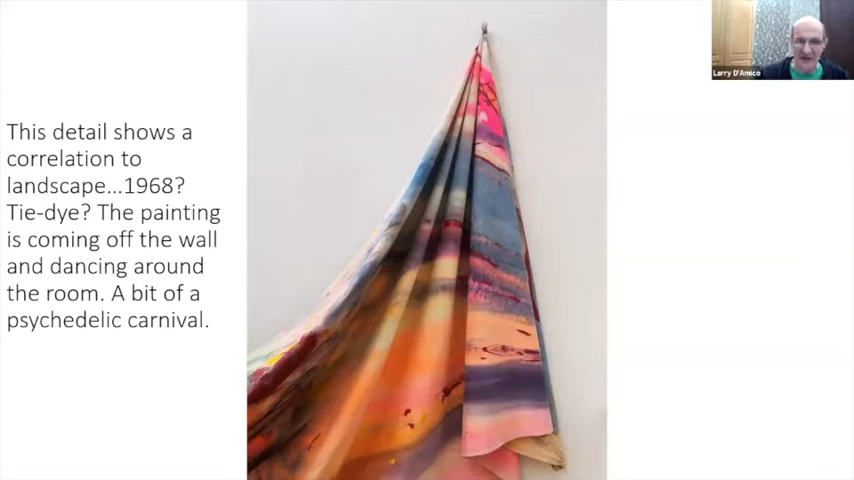 This detail shows a
correlation to
landscape...1968?
Tie-dye? The painting
is coming off the wall
and dancing around
the room. A bit of a
psychedelic carnival.
Larry D'Amico